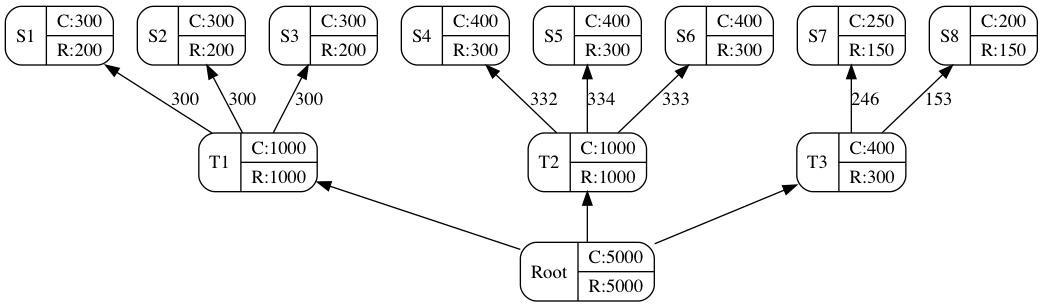 S1 C:300 R:200
S2 C:300 R:200
S3 C:300 R:200
S4 C:400 R:300
S5 C:400 R:300
S6 C:400 R:300
S7 C:250 R:150
S8 C:200 R:150
300
300
300
332
334
333
246
153
T1 C:1000 R:1000
T2 C:1000 R:1000
T3 C:400 R:300
Root C:5000 R:5000